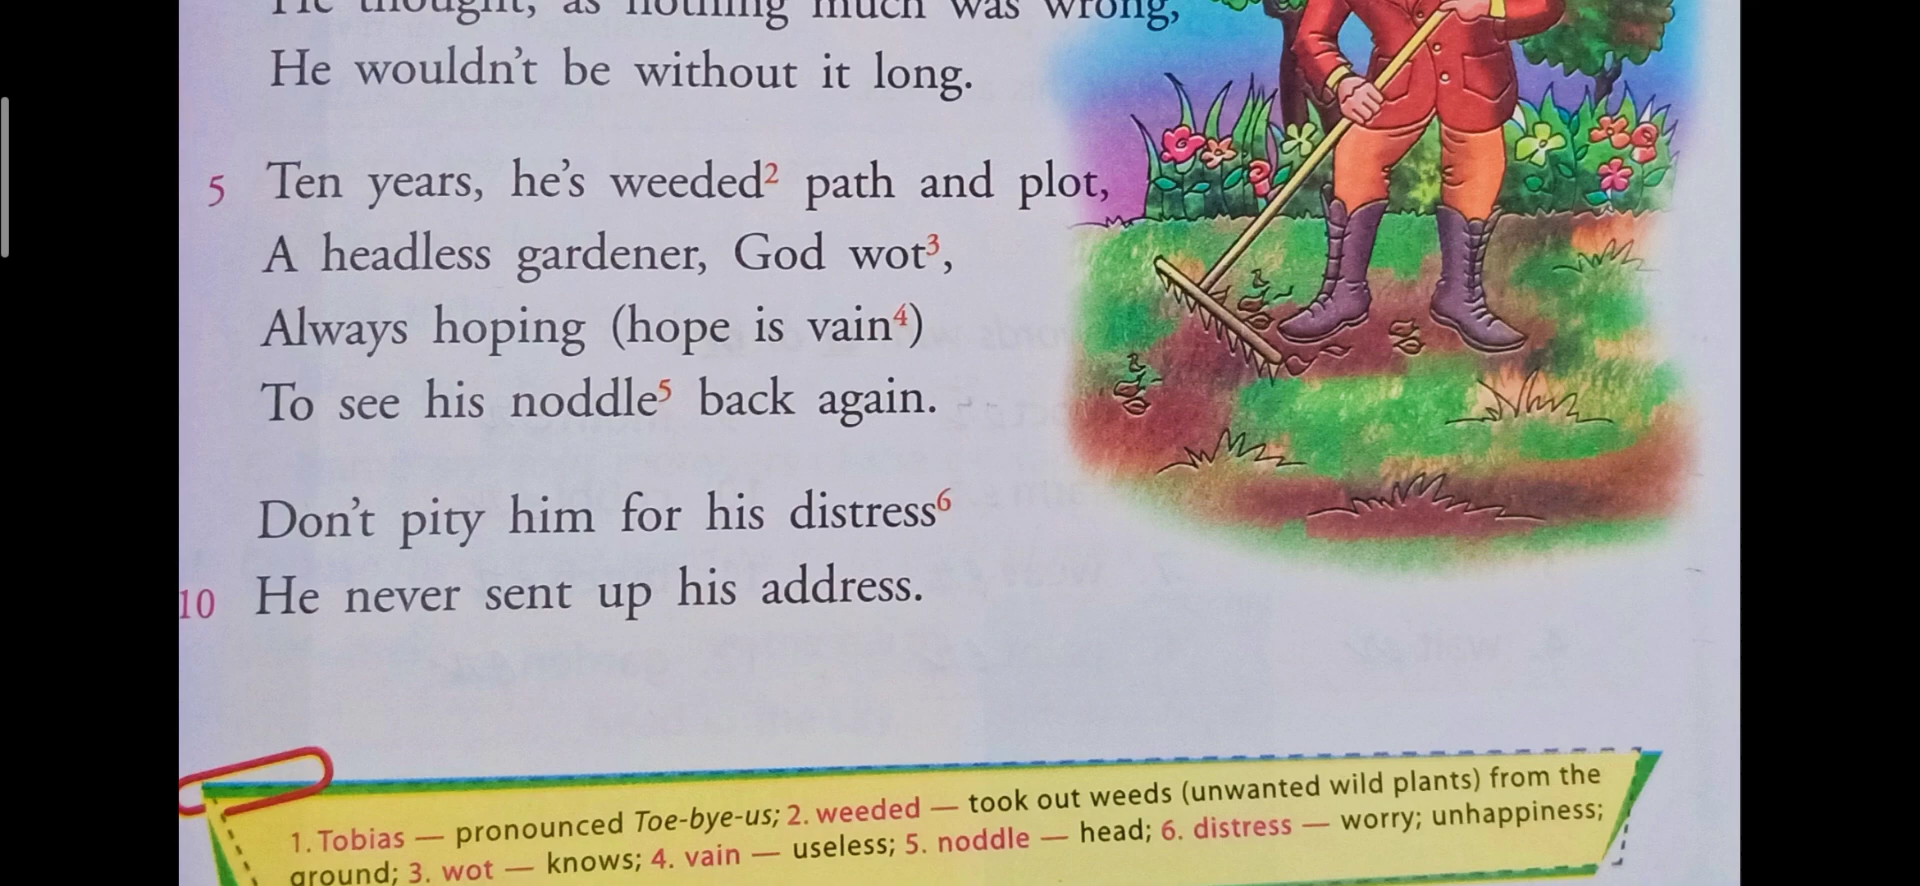 He thought, as nothing much was wrong,
He wouldn't be without it long.
5 Ten years, he's weeded2 path and plot,
A headless gardener, God wot3,
Always hoping (hope is vain4)
To see his noddle5 back again.
Don't pity him for his distress6
10 He never sent up his address.
1. Tobias — pronounced Toe-bye-us; 2. weeded — took out weeds (unwanted wild plants) from the
ground; 3. wot — knows; 4. vain — useless; 5. noddle — head; 6. distress — worry; unhappiness;